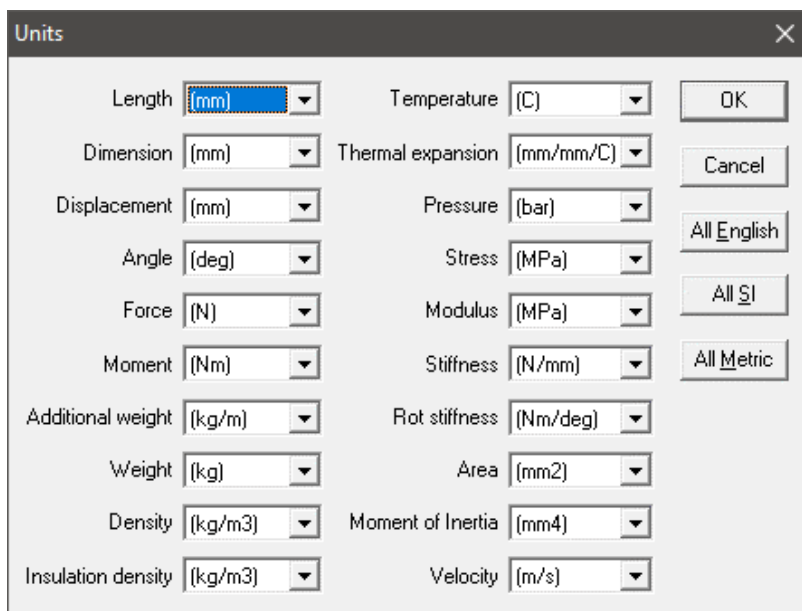 Units
Length (mm) Temperature (C) OK
Dimension (mm) Thermal expansion (mm/mm/C) Cancel
Displacement (mm) Pressure (bar) All English
Angle (deg) Stress (MPa) All SI
Force (N) Modulus (MPa)
Moment (Nm) Stiffness (N/mm) All Metric
Additional weight (kg/m) Rot stiffness (Nm/deg)
Weight (kg) Area (mm2)
Density (kg/m3) Moment of Inertia (mm4)
Insulation density (kg/m3) Velocity (m/s)